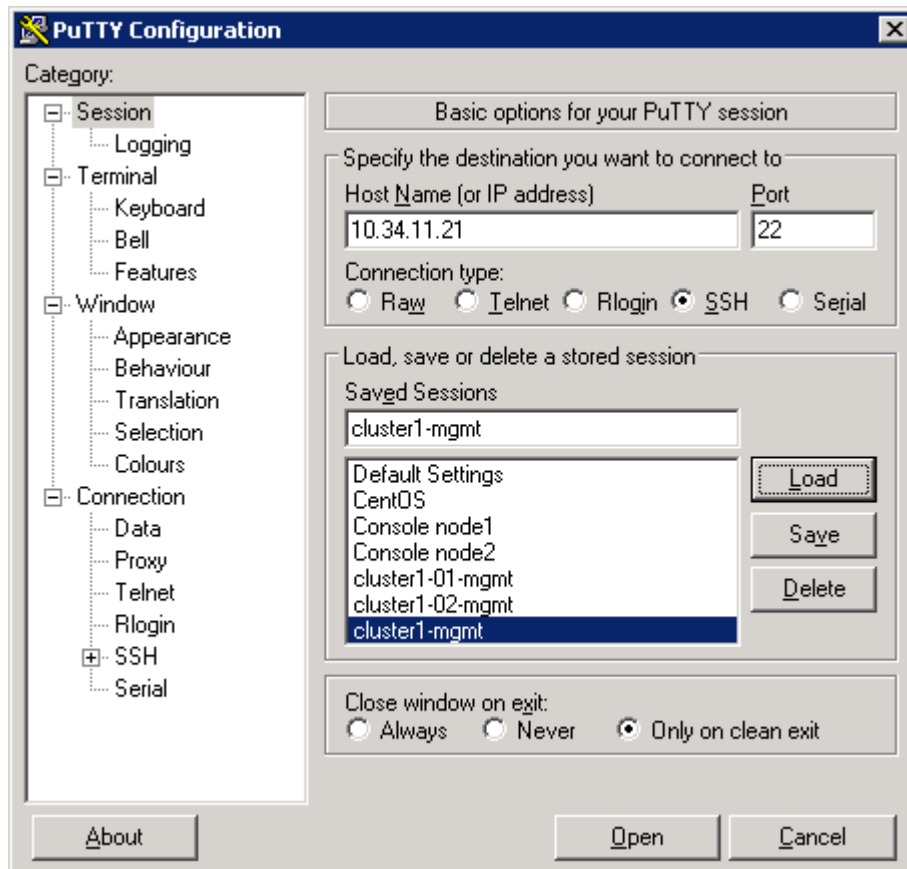 PuTTY Configuration
Category:
Session
Logging
Terminal
Keyboard
Bell
Features
Window
Appearance
Behaviour
Translation
Selection
Colours
Connection
Data
Proxy
Telnet
Rlogin
SSH
Serial
Basic options for your PuTTY session
Specify the destination you want to connect to
Host Name (or IP address) Port
10.34.11.21 22
Connection type:
Raw Telnet Rlogin SSH Serial
Load, save or delete a stored session
Saved Sessions
cluster1-mgmt
Default Settings
CentOS
Console node1
Console node2
cluster1-01-mgmt
cluster1-02-mgmt
cluster1-mgmt
Load
Save
Delete
Close window on exit:
Always Never Only on clean exit
About Open Cancel